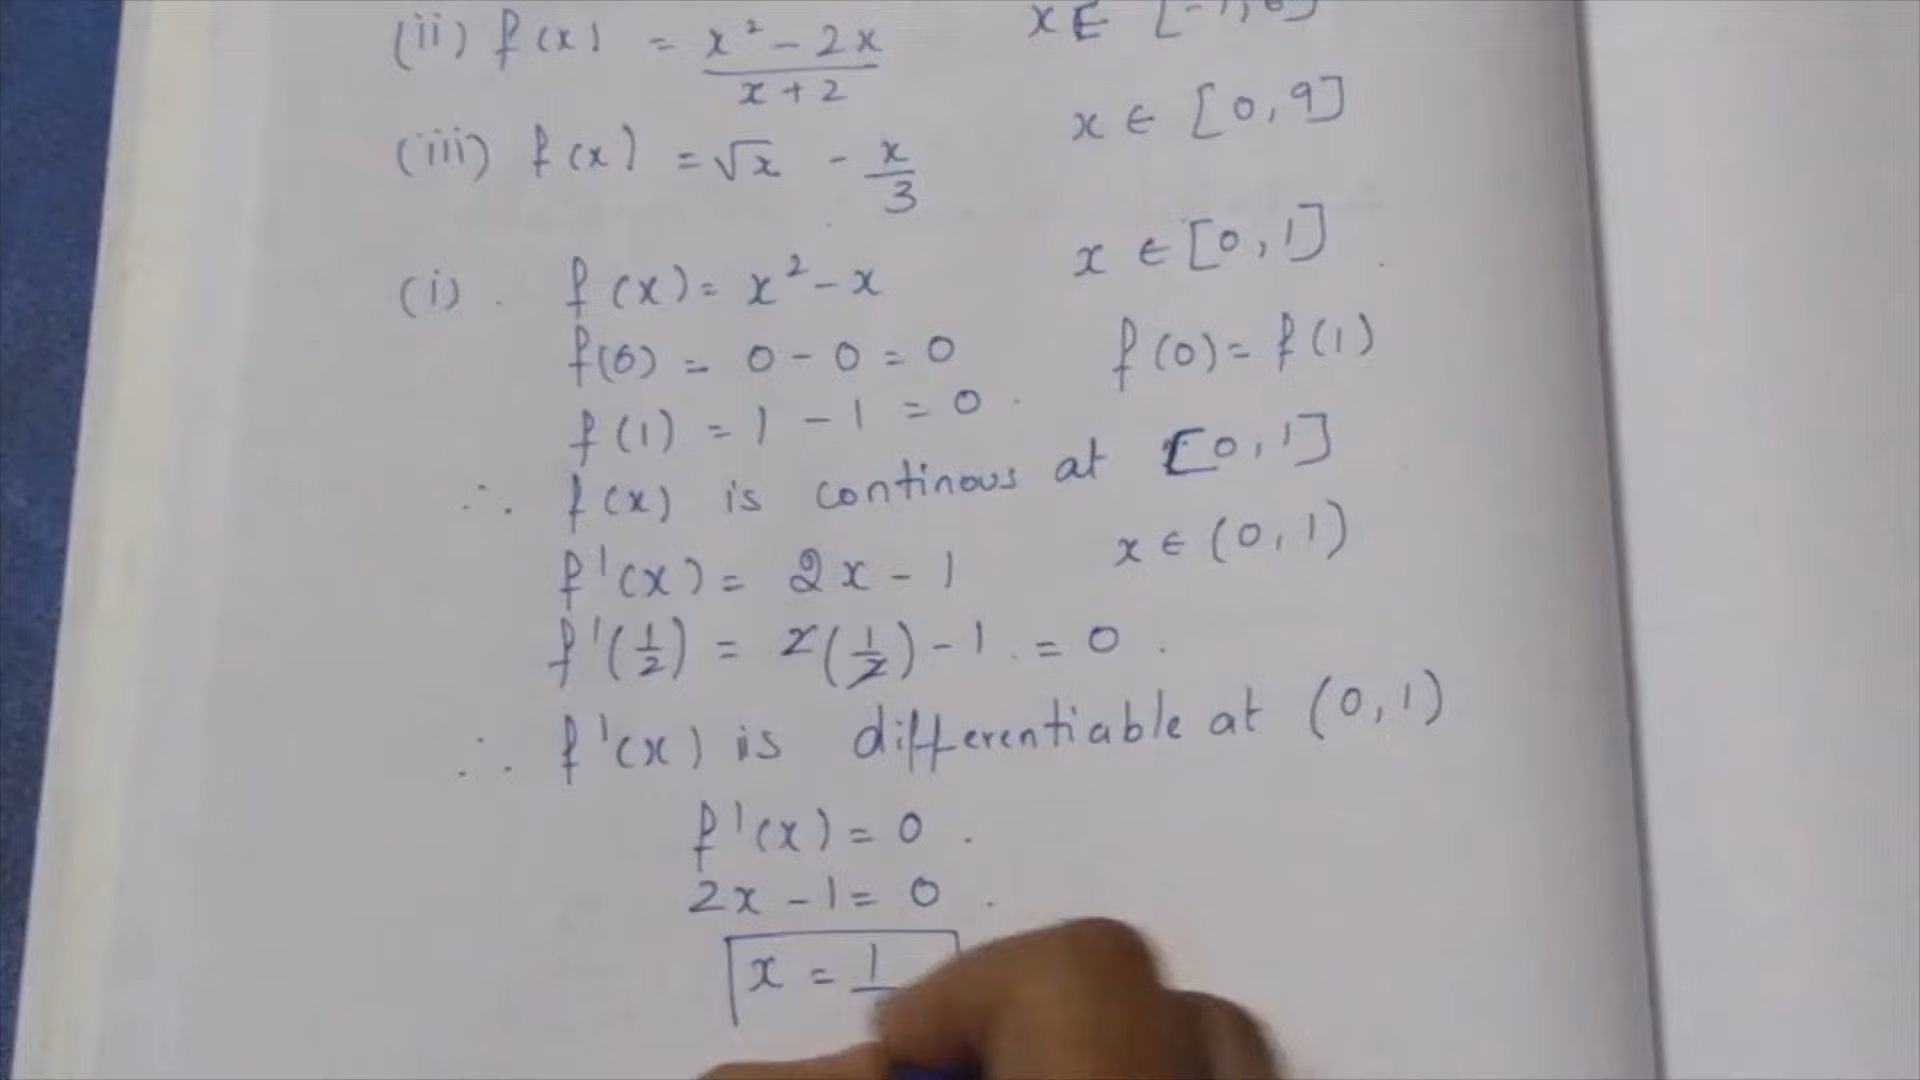 (ii) f(x) = x² - 2x / x + 2 x ∈ [-1, 6]
(iii) f(x) = √x - x/3 x ∈ [0, 9]
(i). f(x) = x² - x x ∈ [0, 1].
f(0) = 0 - 0 = 0 f(0) = f(1)
f(1) = 1 - 1 = 0.
∴ f(x) is continous at [0, 1]
f'(x) = 2x - 1 x ∈ (0, 1)
f'(1/2) = 2(1/2) - 1. = 0.
∴ f'(x) is differentiable at (0, 1)
f'(x) = 0.
2x - 1 = 0.
x = 1